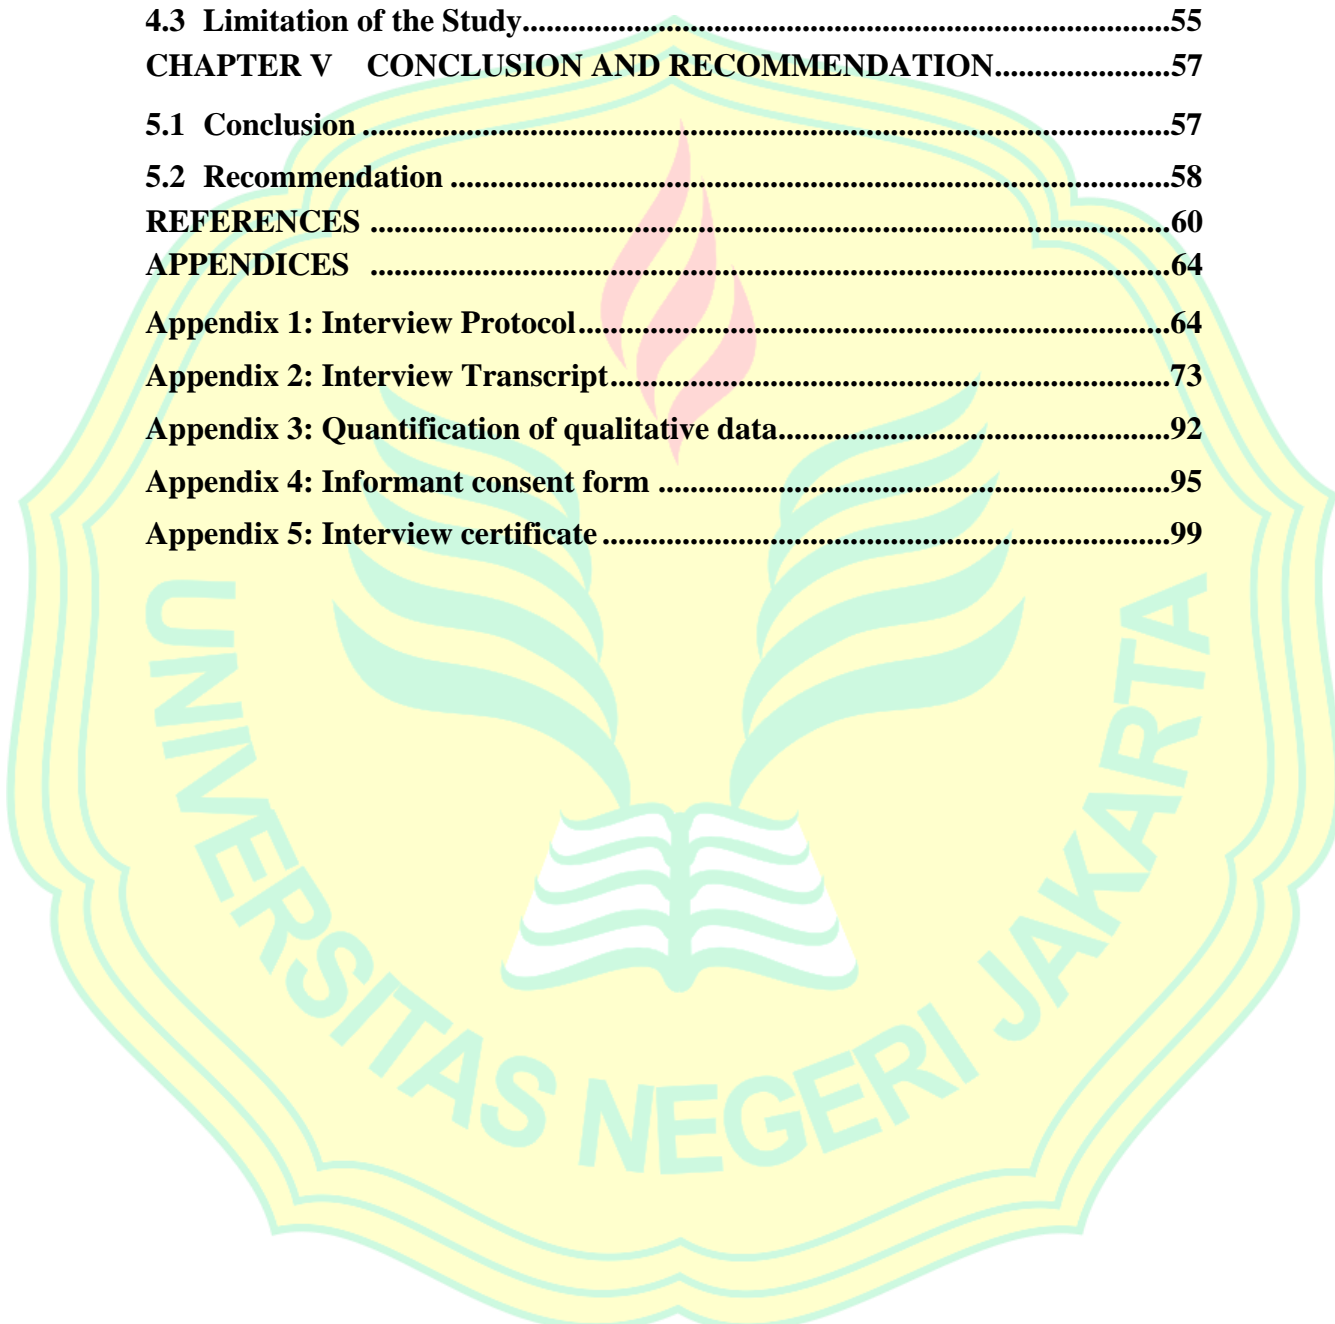 4.3 Limitation of the Study..........................................................................................55
CHAPTER V CONCLUSION AND RECOMMENDATION........................57
5.1 Conclusion ..............................................................................................................57
5.2 Recommendation ...................................................................................................58
REFERENCES .............................................................................................................60
APPENDICES .............................................................................................................64
Appendix 1: Interview Protocol...................................................................................64
Appendix 2: Interview Transcript................................................................................73
Appendix 3: Quantification of qualitative data..........................................................92
Appendix 4: Informant consent form ..........................................................................95
Appendix 5: Interview certificate .................................................................................99
UNIVERSITAS NEGERI JAKARTA